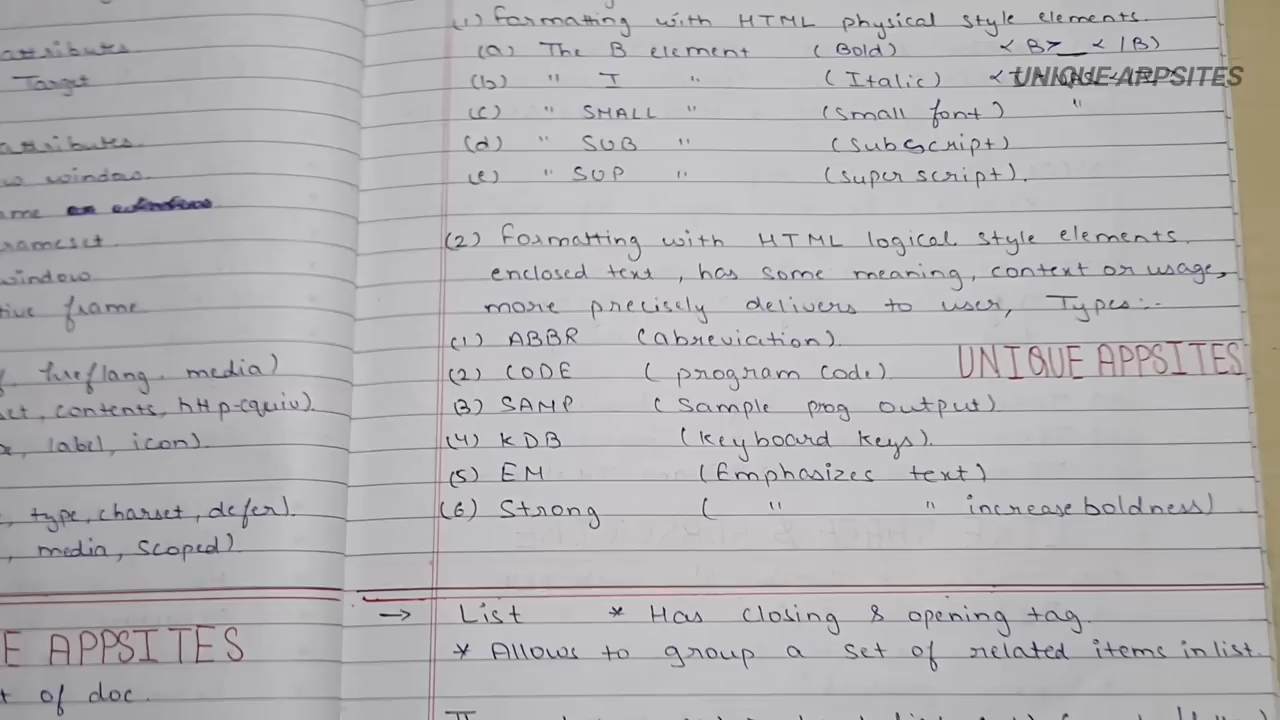 attributes
Target
attributes
window
frameset
window
tive frame
hreflang, media)
contents, http-equiv).
label, icon).
type, charset, defer).
, media, scoped)
E APPSITES
t of doc.
(1) Formatting with HTML physical style elements.
(a) The B element (Bold) <B>__</B>
(b) " I " (Italic)
UNIQUE APPSITES
(c) " SMALL " (Small font) "
(d) " SUB " (Subscript)
(e) " SUP " (Super script).
(2) Formatting with HTML logical style elements
enclosed text, has some meaning, context or usage,
more precisely delivers to user, Types:-
(1) ABBR (abreviation).
UNIQUE APPSITES
(2) CODE (program code)
(3) SAMP (Sample prog output)
(4) KDB (Keyboard keys).
(5) EM (Emphasizes text)
(6) Strong ( " " increase boldness)
→ List * Has closing & opening tag.
* Allows to group a set of related items in list.